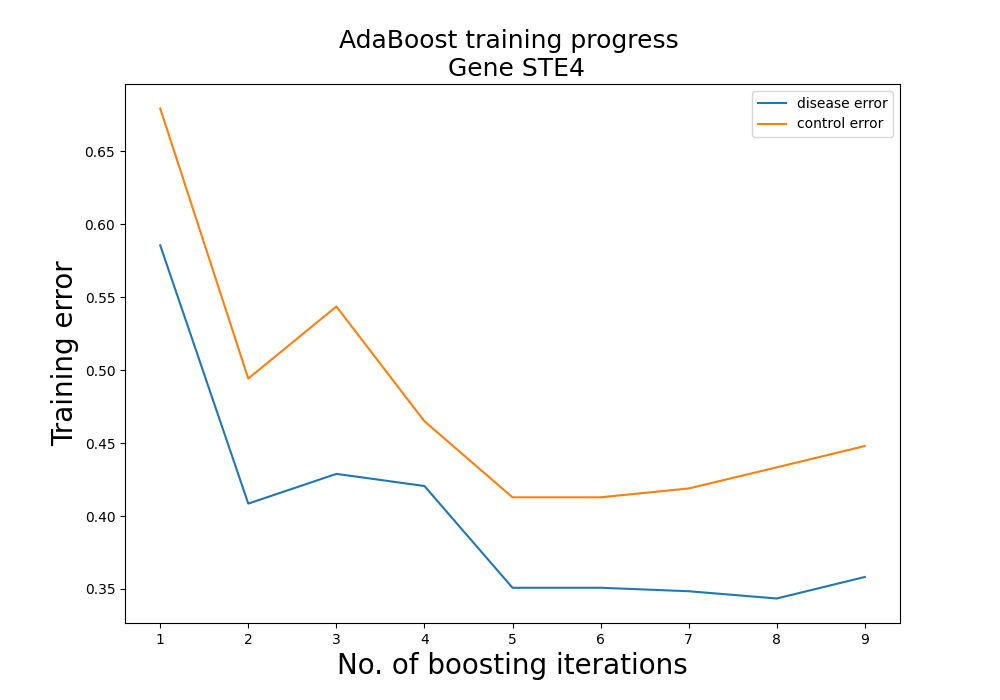 AdaBoost training progress
Gene STE4
disease error
control error
Training error
0.65
0.60
0.55
0.50
0.45
0.40
0.35
1 2 3 4 5 6 7 8 9
No. of boosting iterations